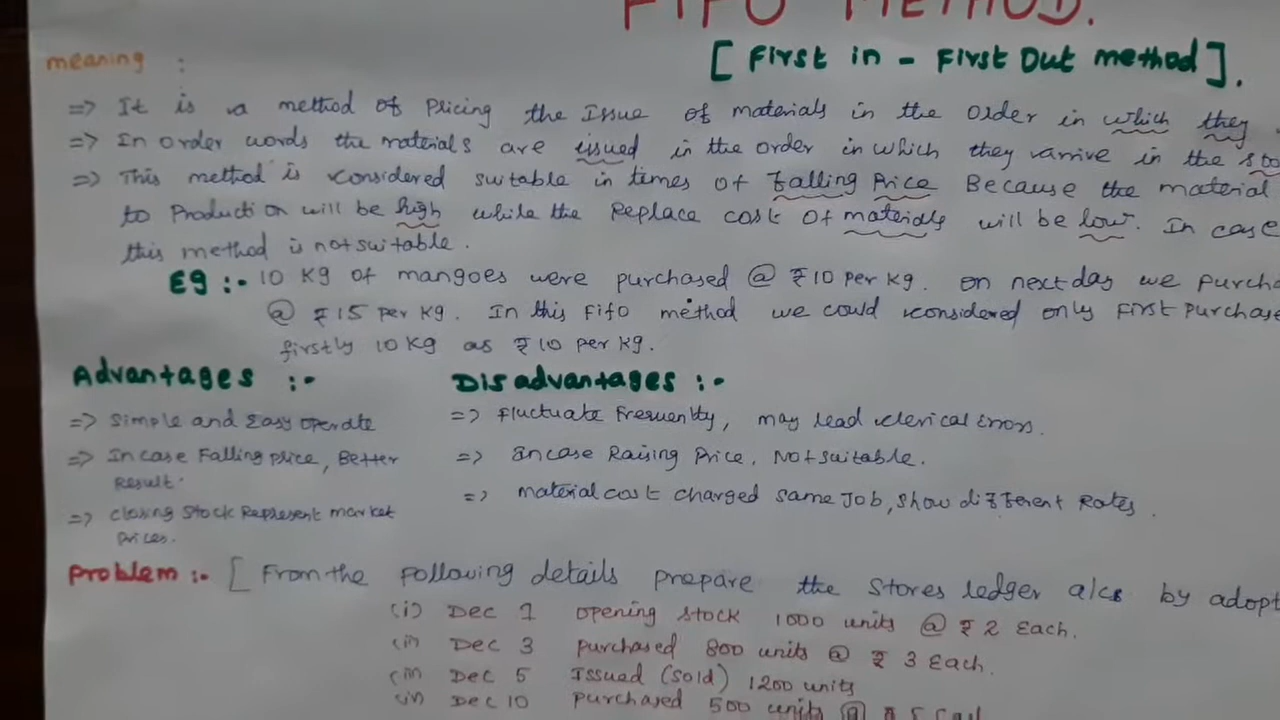 FIFO METHOD.
[ First in - First Out method ].
meaning :
=> It is a method of Pricing the Issue of materials in the Order in which they
=> In order words the materials are issued in the order in which they arrive in the sto
=> This method is considered suitable in times of Falling Price Because the material
to Production will be high while the Replace cost of materials will be low. In case
this method is not suitable.
Eg :- 10 kg of mangoes were purchased @ ₹10 per kg. on next day we purcha
@ ₹15 per kg. In this Fifo method we could considered only First Purchase
firstly 10 kg as ₹10 per kg.
Advantages :- Disadvantages :-
=> Simple and Easy operate
=> In case Falling price, Better
Result.
=> Closing Stock Represent market
Prices.
=> Fluctuate Frequently, may lead clerical Errors.
=> Incase Raising Price, Not suitable.
=> material cost charged same Job, show different Rates.
Problem :- [ From the following details prepare the stores ledger a/cs by adopt
(i) Dec 1 opening stock 1000 units @ ₹2 Each.
(ii) Dec 3 purchased 800 units @ ₹3 Each.
Dec 5 Issued (sold) 1200 units
Dec 10 purchased 500 units @ ₹5